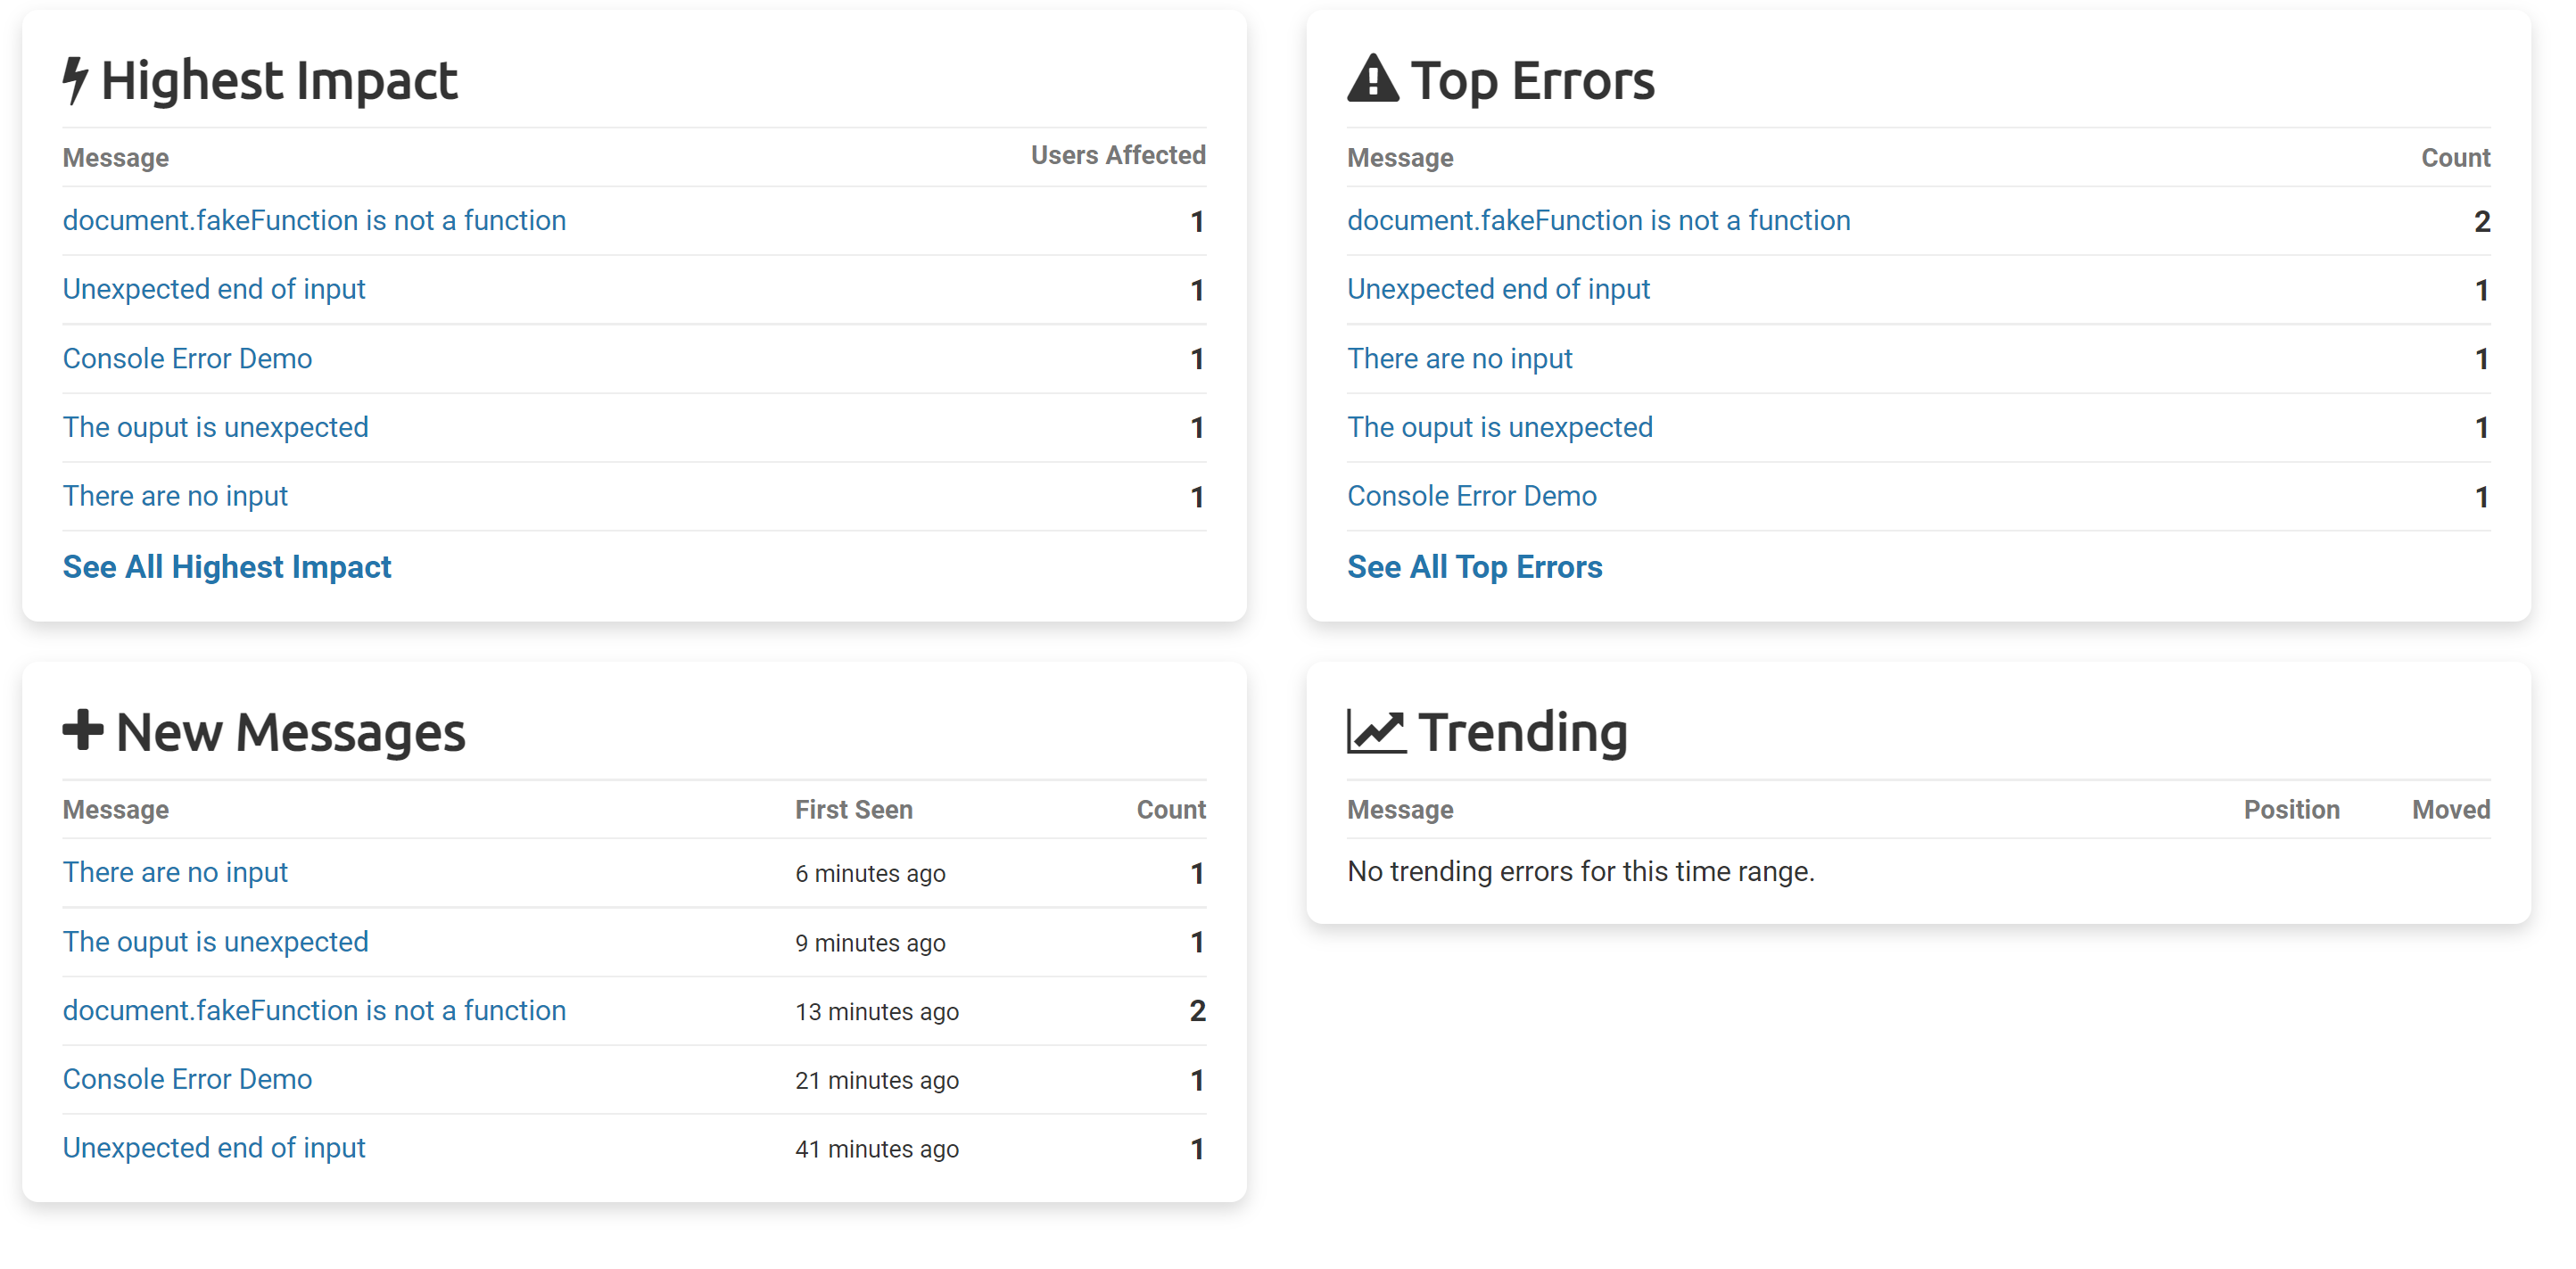 Highest Impact
Message Users Affected
document.fakeFunction is not a function 1
Unexpected end of input 1
Console Error Demo 1
The ouput is unexpected 1
There are no input 1
See All Highest Impact
Top Errors
Message Count
document.fakeFunction is not a function 2
Unexpected end of input 1
There are no input 1
The ouput is unexpected 1
Console Error Demo 1
See All Top Errors
New Messages
Message First Seen Count
There are no input 6 minutes ago 1
The ouput is unexpected 9 minutes ago 1
document.fakeFunction is not a function 13 minutes ago 2
Console Error Demo 21 minutes ago 1
Unexpected end of input 41 minutes ago 1
Trending
Message Position Moved
No trending errors for this time range.